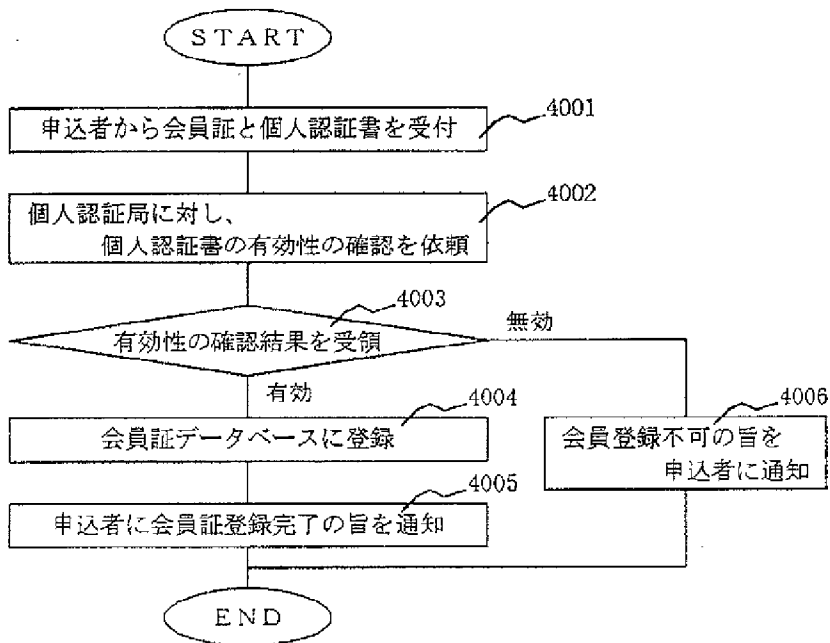 START
4001
申込者から会員証と個人認証書を受付
4002
個人認証局に対し、
個人認証書の有効性の確認を依頼
4003
有効性の確認結果を受領
無効
有効
4004
会員証データベースに登録
4006
会員登録不可の旨を
申込者に通知
4005
申込者に会員証登録完了の旨を通知
END